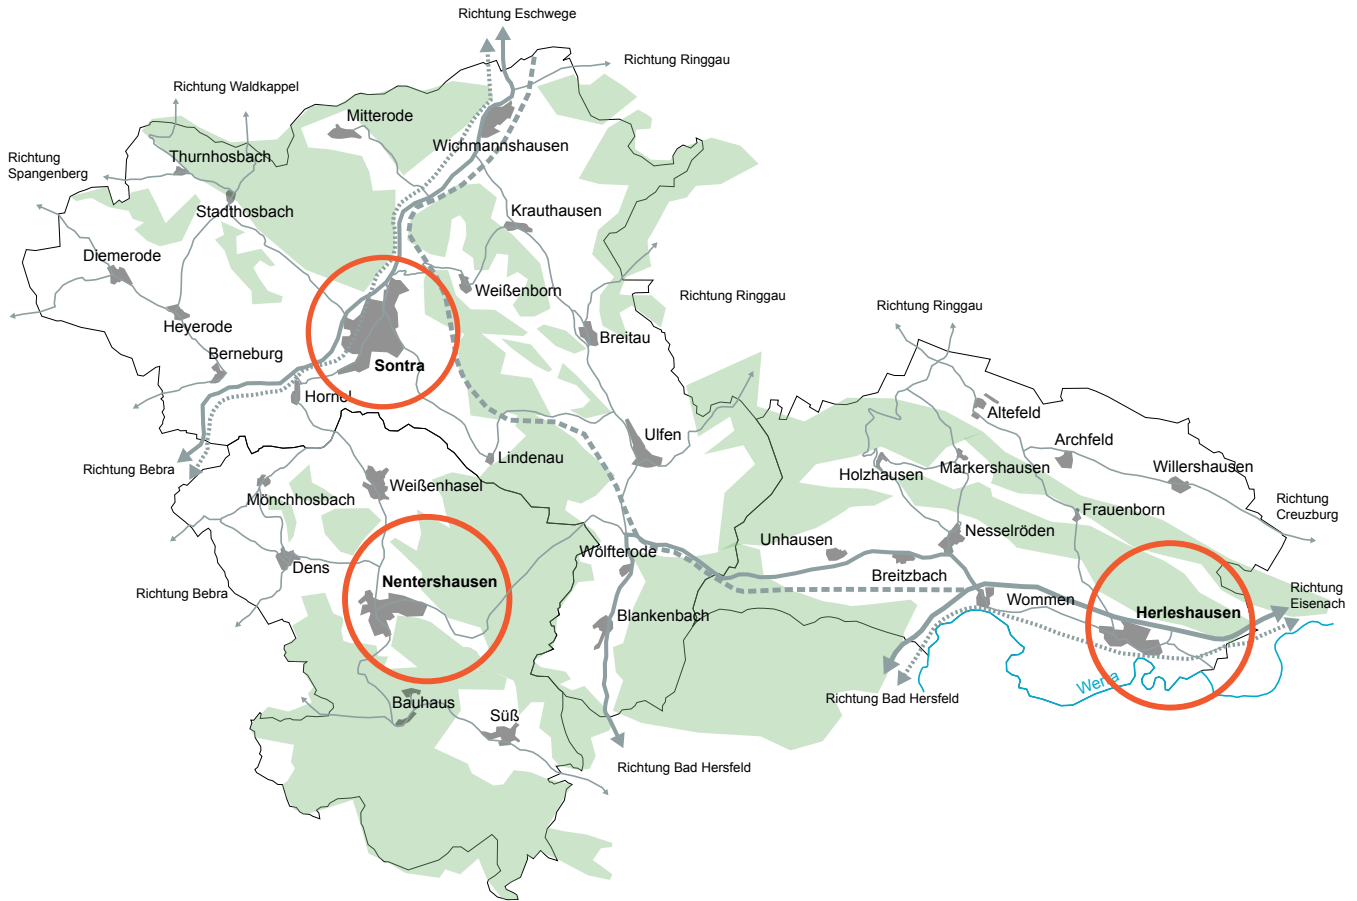 Richtung Eschwege
Richtung Ringgau
Richtung Waldkappel
Mitterode
Wichmannshausen
Richtung
Spangenberg
Thurnhosbach
Stadthosbach
Krauthausen
Diemerode
Weißenborn
Richtung Ringgau
Richtung Ringgau
Heyerode
Breitau
Berneburg
Sontra
Hornel
Altefeld
Ulfen
Archfeld
Richtung Bebra
Lindenau
Holzhausen
Markershausen
Willershausen
Weißenhasel
Mönchhosbach
Richtung
Creuzburg
Frauenborn
Unhausen
Nesselröden
Wölfterode
Dens
Nentershausen
Breitzbach
Richtung Bebra
Wommen
Richtung
Eisenach
Blankenbach
Herleshausen
Werra
Bauhaus
Süß
Richtung Bad Hersfeld
Richtung Bad Hersfeld